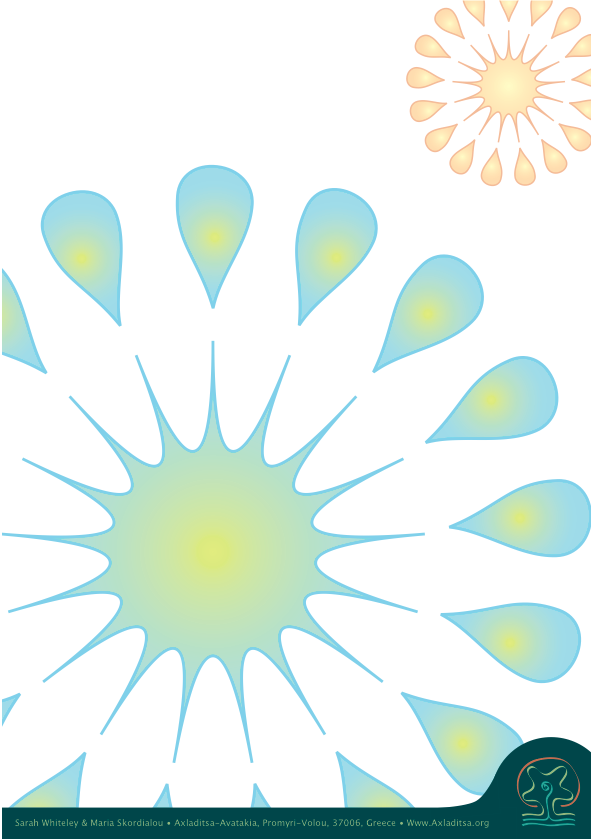 Sarah Whiteley & Maria Skordialou • Axladitsa-Avatakia, Promyri-Volou, 37006, Greece • Www.Axladitsa.org